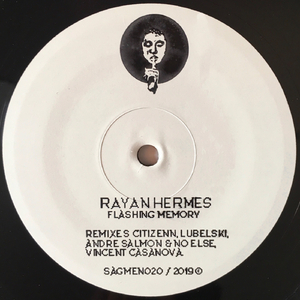 RAYAN HERMES
FLASHING MEMORY
REMIXES CITIZENN, LUBELSKI,
ANDRE SALMON & NO ELSE,
VINCENT CASANOVA.
SAGMEN020 / 2019 ©